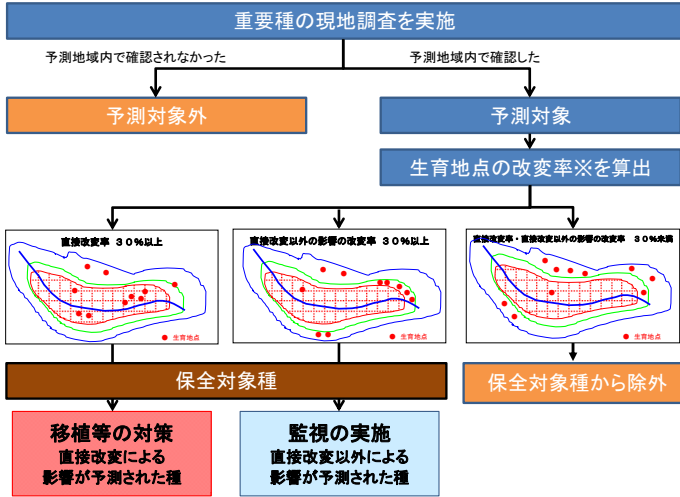 重要種の現地調査を実施
予測地域内で確認されなかった
予測地域内で確認した
予測対象外
予測対象
生育地点の改変率※を算出
直接改変率 30%以上
直接改変以外の影響の改変率 30%以上
直接改変率・直接改変以外の影響の改変率 30%未満
生育地点
生育地点
生育地点
保全対象種
保全対象種から除外
移植等の対策
直接改変による
影響が予測された種
監視の実施
直接改変以外による
影響が予測された種